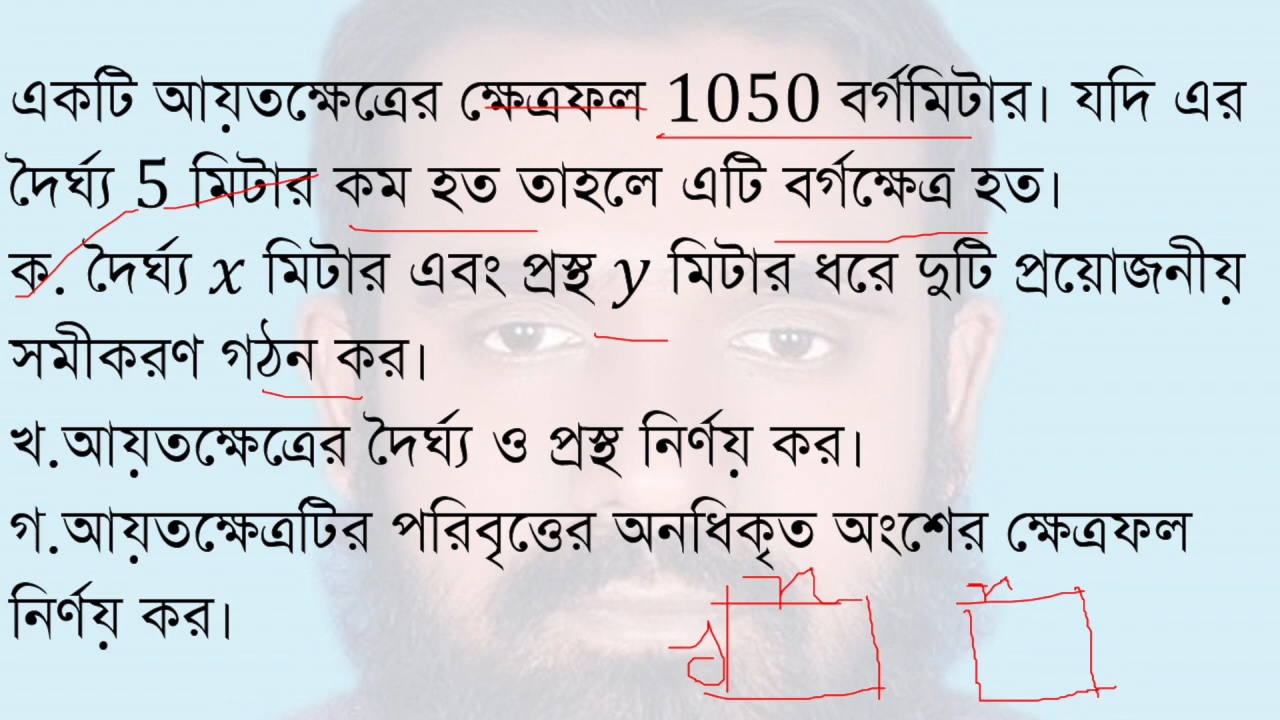 একটি আয়তক্ষেত্রের ক্ষেত্রফল 1050 বর্গমিটার। যদি এর
দৈর্ঘ্য 5 মিটার কম হত তাহলে এটি বর্গক্ষেত্র হত।
ক. দৈর্ঘ্য x মিটার এবং প্রস্থ y মিটার ধরে দুটি প্রয়োজনীয়
সমীকরণ গঠন কর।
খ.আয়তক্ষেত্রের দৈর্ঘ্য ও প্রস্থ নির্ণয় কর।
গ.আয়তক্ষেত্রটির পরিবৃত্তের অনধিকৃত অংশের ক্ষেত্রফল
নির্ণয় কর।